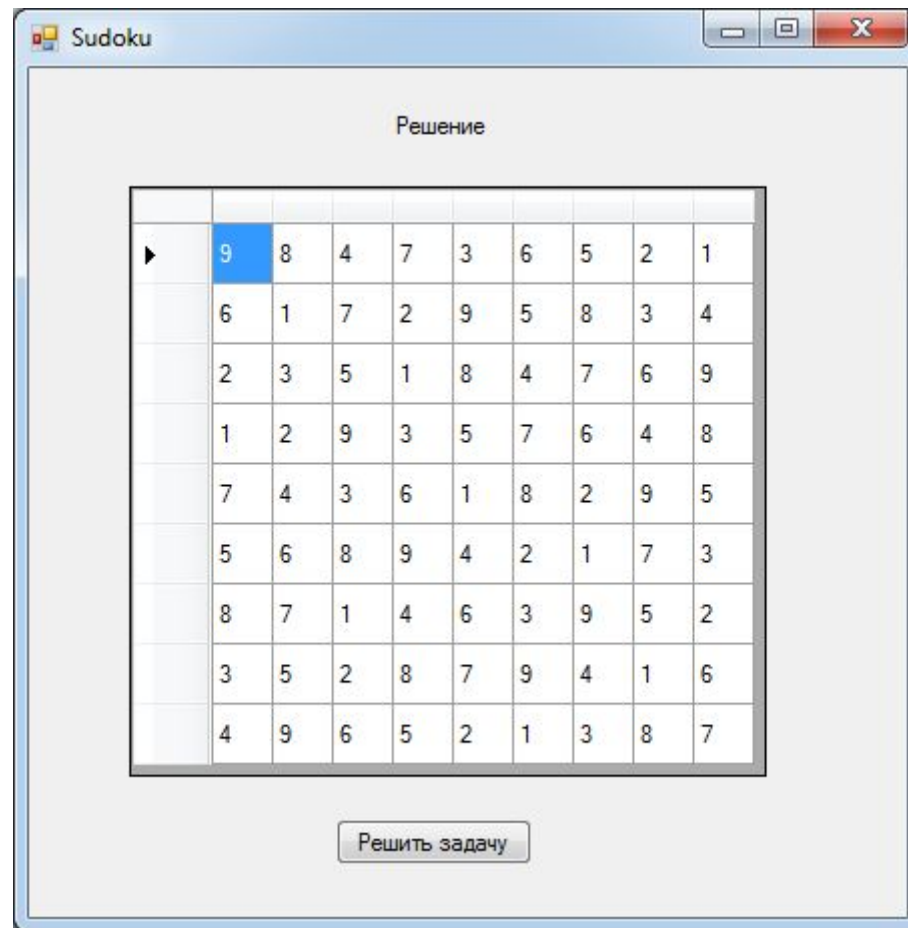 Sudoku
Решение
9 8 4 7 3 6 5 2 1
6 1 7 2 9 5 8 3 4
2 3 5 1 8 4 7 6 9
1 2 9 3 5 7 6 4 8
7 4 3 6 1 8 2 9 5
5 6 8 9 4 2 1 7 3
8 7 1 4 6 3 9 5 2
3 5 2 8 7 9 4 1 6
4 9 6 5 2 1 3 8 7
Решить задачу